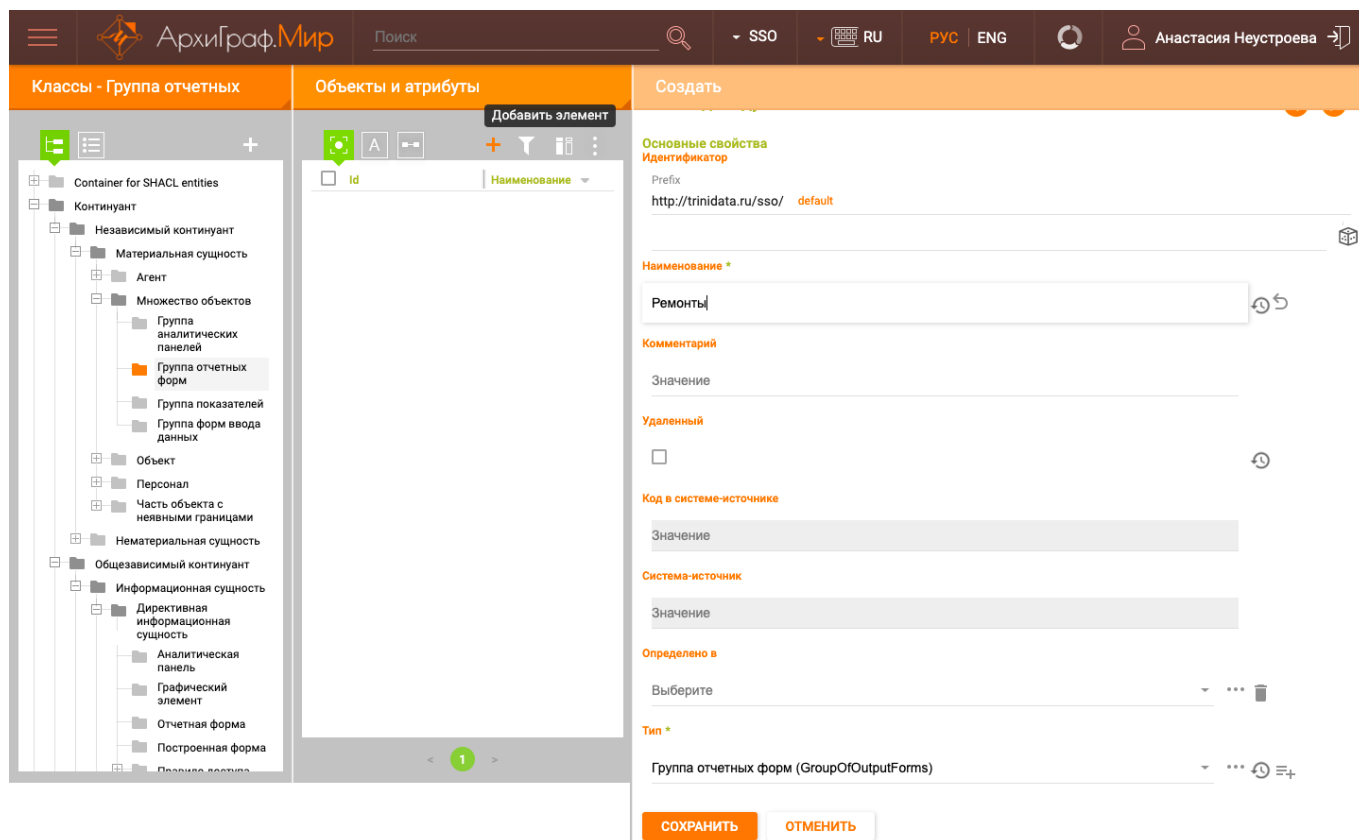 АрхиГраф.Мир
Поиск
SSO
RU
РУС | ENG
Анастасия Неустроева
Классы - Группа отчетных
Объекты и атрибуты
Создать
Добавить элемент
A
Id
Наименование
Container for SHACL entities
Континуант
Независимый континуант
Материальная сущность
Агент
Множество объектов
Группа
аналитических
панелей
Группа отчетных
форм
Группа показателей
Группа форм ввода
данных
Объект
Персонал
Часть объекта с
неявными границами
Нематериальная сущность
Общезависимый континуант
Информационная сущность
Директивная
информационная
сущность
Аналитическая
панель
Графический
элемент
Отчетная форма
Построенная форма
Правило доступа
< 1 >
Основные свойства
Идентификатор
Prefix
http://trinidata.ru/sso/ default
Наименование *
Ремонты
Комментарий
Значение
Удаленный
Код в системе-источнике
Значение
Система-источник
Значение
Определено в
Выберите
Тип *
Группа отчетных форм (GroupOfOutputForms)
СОХРАНИТЬ
ОТМЕНИТЬ